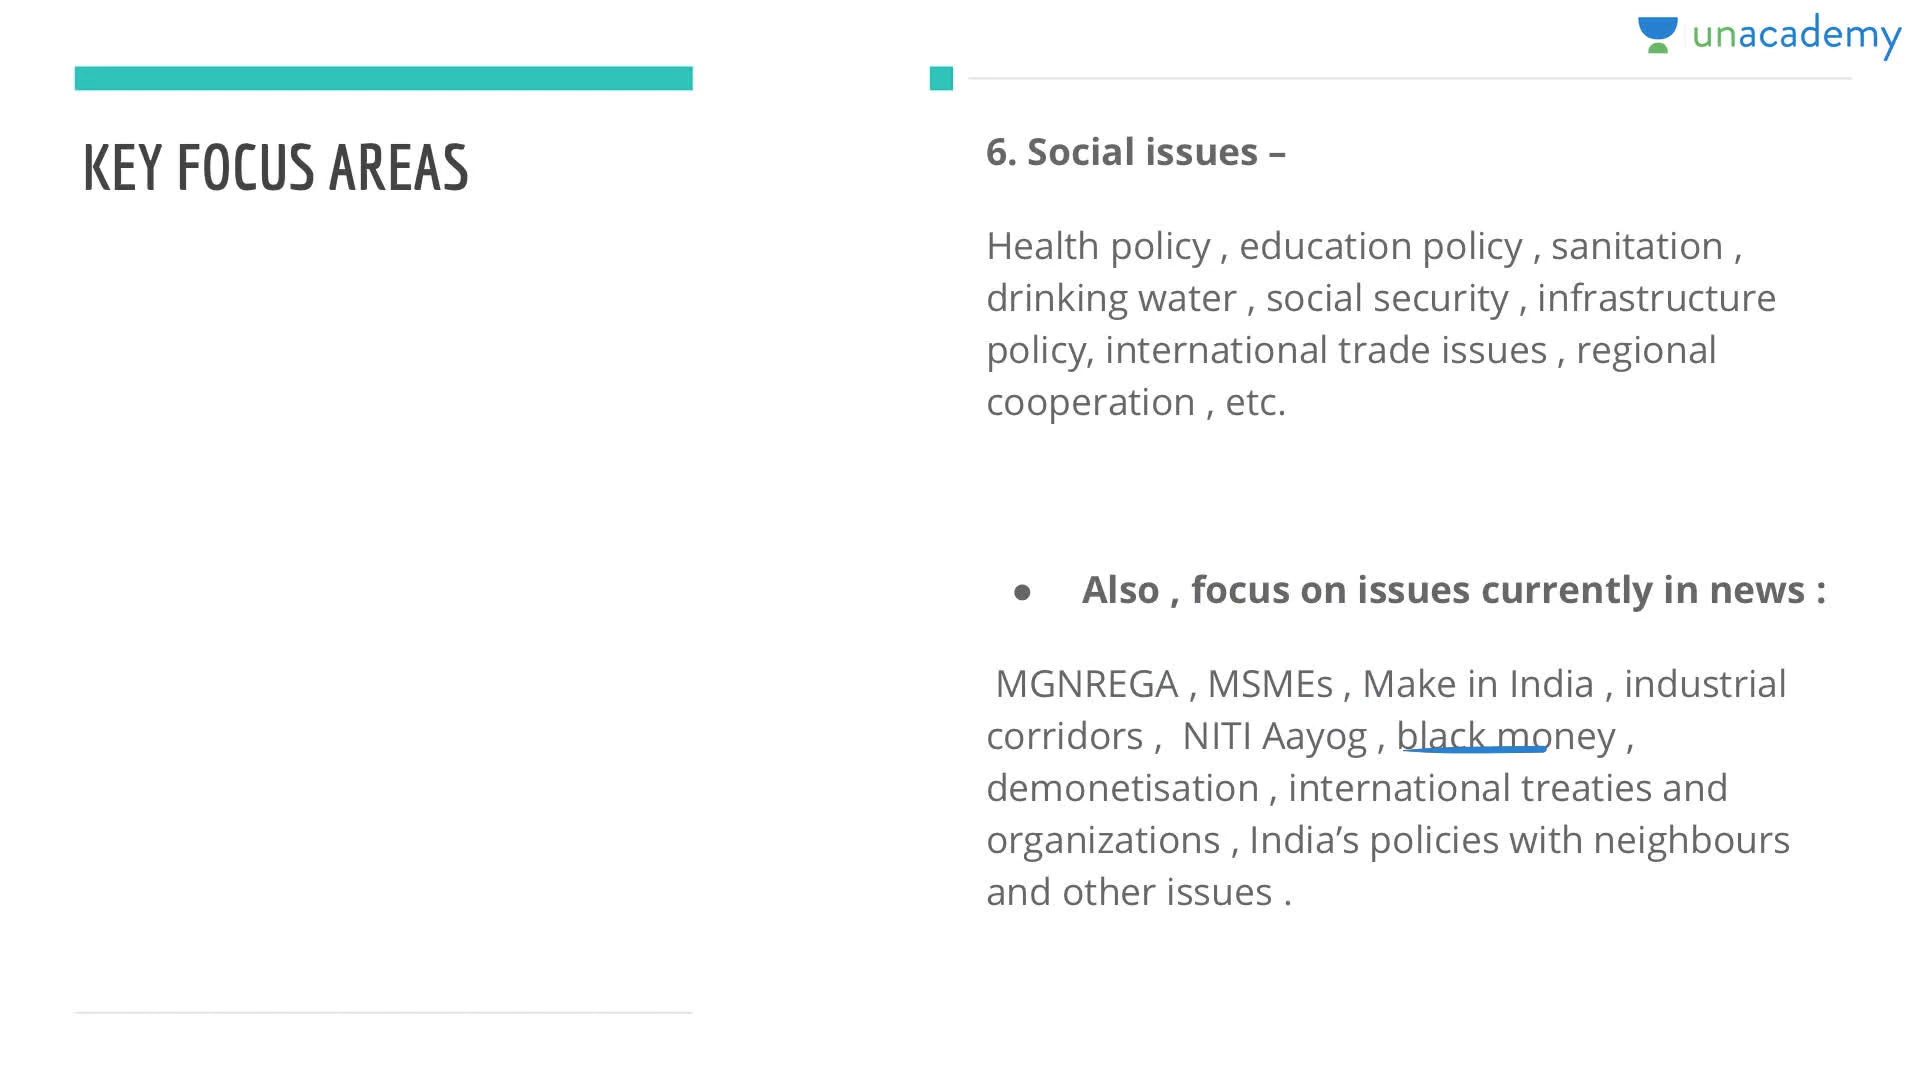 unacademy
KEY FOCUS AREAS
6. Social issues –
Health policy , education policy , sanitation ,
drinking water , social security , infrastructure
policy, international trade issues , regional
cooperation , etc.
● Also , focus on issues currently in news :
MGNREGA , MSMEs , Make in India , industrial
corridors , NITI Aayog , black money ,
demonetisation , international treaties and
organizations , India’s policies with neighbours
and other issues .